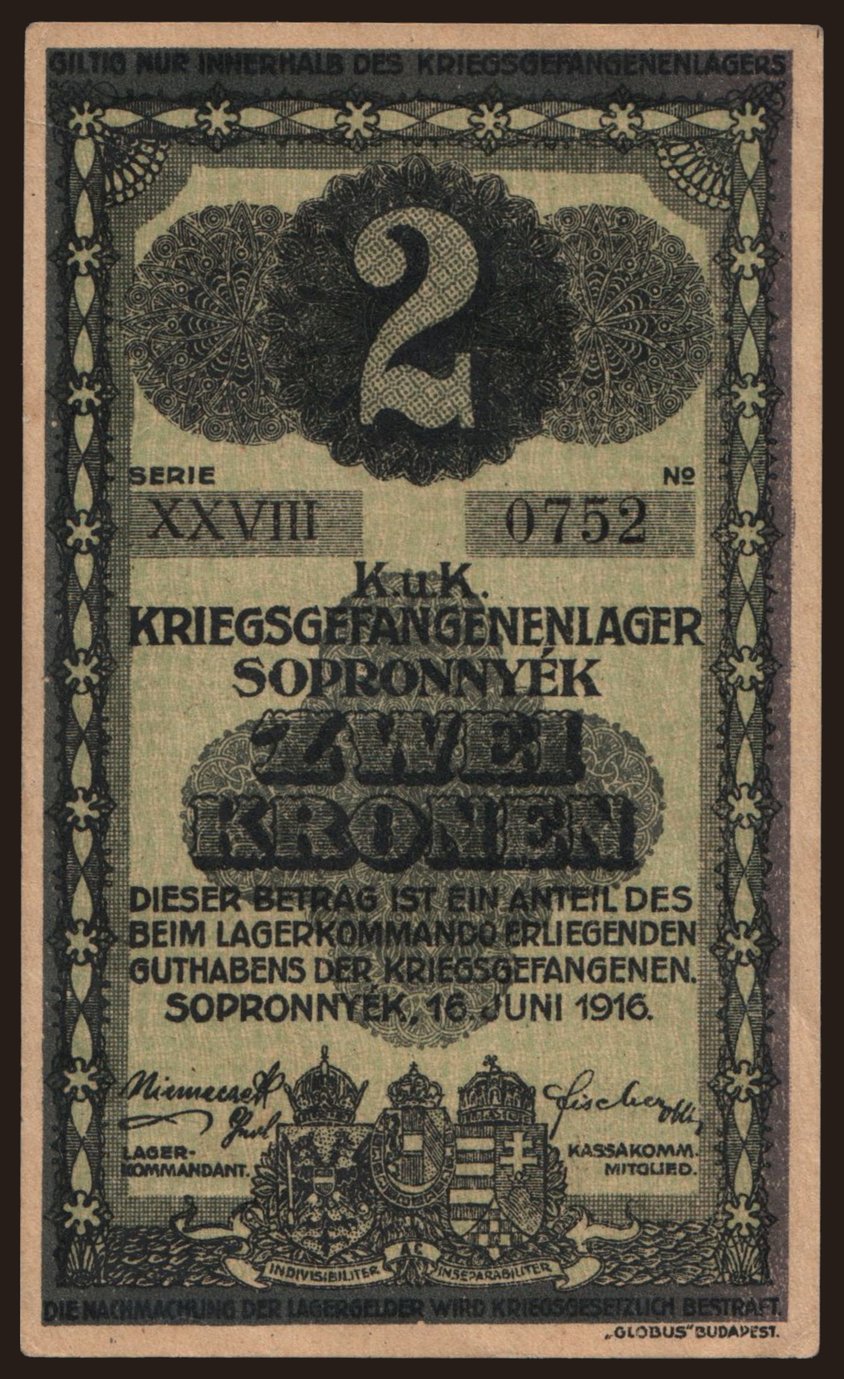 GILTIG NUR INNERHALB DES KRIEGSGEFANGENENLAGERS
2
SERIE No
XXVIII 0752
K.u.K.
KRIEGSGEFANGENENLAGER
SOPRONNYÉK
ZWEI
KRONEN
DIESER BETRAG IST EIN ANTEIL DES
BEIM LAGERKOMMANDO ERLIEGENDEN
GUTHABENS DER KRIEGSGEFANGENEN.
SOPRONNYÉK, 16. JUNI 1916.
Fischer
LAGER-
KOMMANDANT.
KASSAKOMM.
MITGLIED.
INDIVISIBILITER AC INSEPARABILITER
DIE NACHMACHUNG DER LAGERGELDER WIRD KRIEGSGESETZLICH BESTRAFT.
„GLOBUS" BUDAPEST.